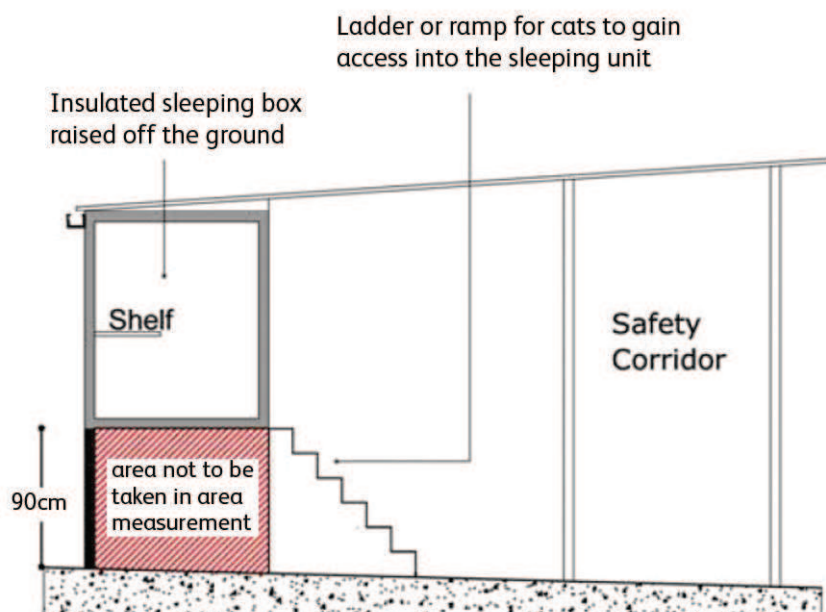 Ladder or ramp for cats to gain
access into the sleeping unit
Insulated sleeping box
raised off the ground
Shelf
Safety
Corridor
90cm
area not to be
taken in area
measurement